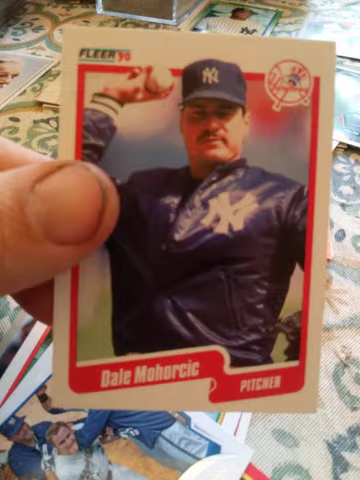 FLEER '90
NY
NY
Dale Mohorcic
PITCHER